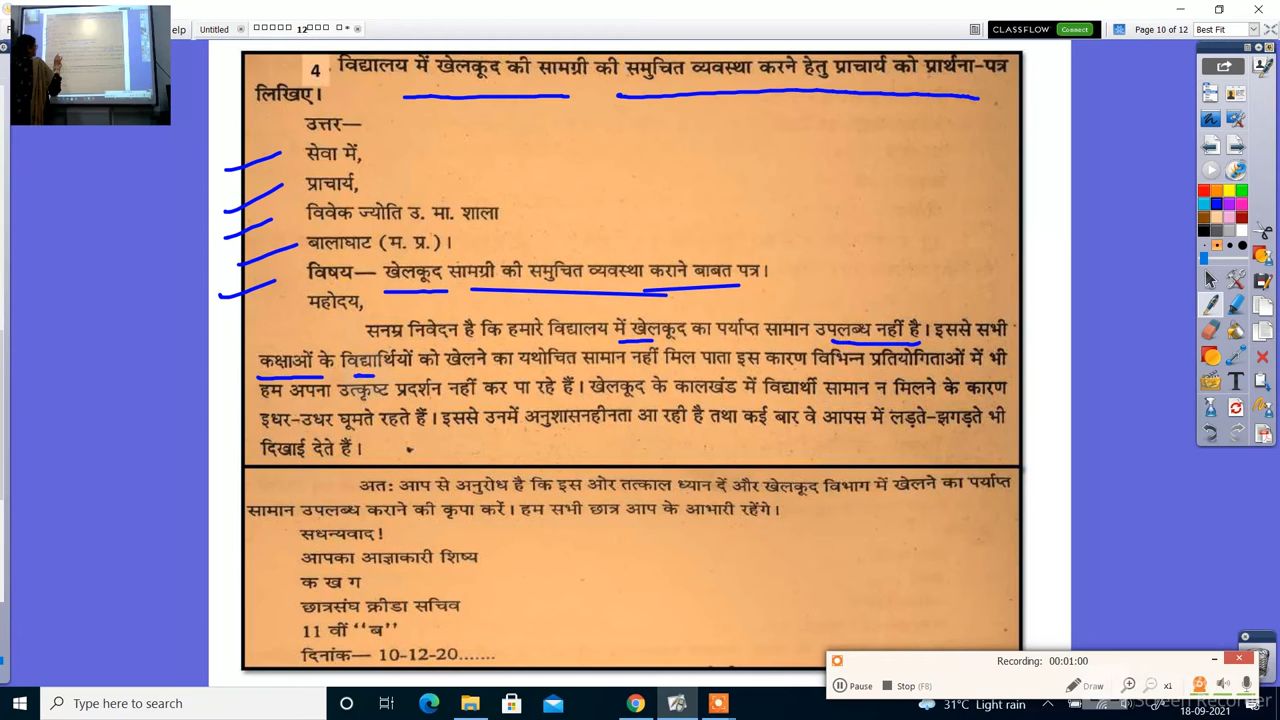 elp
Untitled
12
CLASSFLOW Connect
Page 10 of 12
Best Fit
4 विद्यालय में खेलकूद की सामग्री की समुचित व्यवस्था करने हेतु प्राचार्य को प्रार्थना-पत्र
लिखिए।
उत्तर—
सेवा में,
प्राचार्य,
विवेक ज्योति उ. मा. शाला
बालाघाट (म. प्र.)।
विषय— खेलकूद सामग्री की समुचित व्यवस्था कराने बाबत पत्र।
महोदय,
सनम्र निवेदन है कि हमारे विद्यालय में खेलकूद का पर्याप्त सामान उपलब्ध नहीं है। इससे सभी
कक्षाओं के विद्यार्थियों को खेलने का यथोचित सामान नहीं मिल पाता इस कारण विभिन्न प्रतियोगिताओं में भी
हम अपना उत्कृष्ट प्रदर्शन नहीं कर पा रहे हैं। खेलकूद के कालखंड में विद्यार्थी सामान न मिलने के कारण
इधर-उधर घूमते रहते हैं। इससे उनमें अनुशासनहीनता आ रही है तथा कई बार वे आपस में लड़ते-झगड़ते भी
दिखाई देते हैं।
अतः आप से अनुरोध है कि इस ओर तत्काल ध्यान दें और खेलकूद विभाग में खेलने का पर्याप्त
सामान उपलब्ध कराने की कृपा करें। हम सभी छात्र आप के आभारी रहेंगे।
सधन्यवाद!
आपका आज्ञाकारी शिष्य
क ख ग
छात्रसंघ क्रीडा सचिव
11 वीं ‘‘ब’’
दिनांक— 10-12-20.......
Recording: 00:01:00
Pause Stop (F8) Draw x1
Type here to search
31°C Light rain
18-09-2021